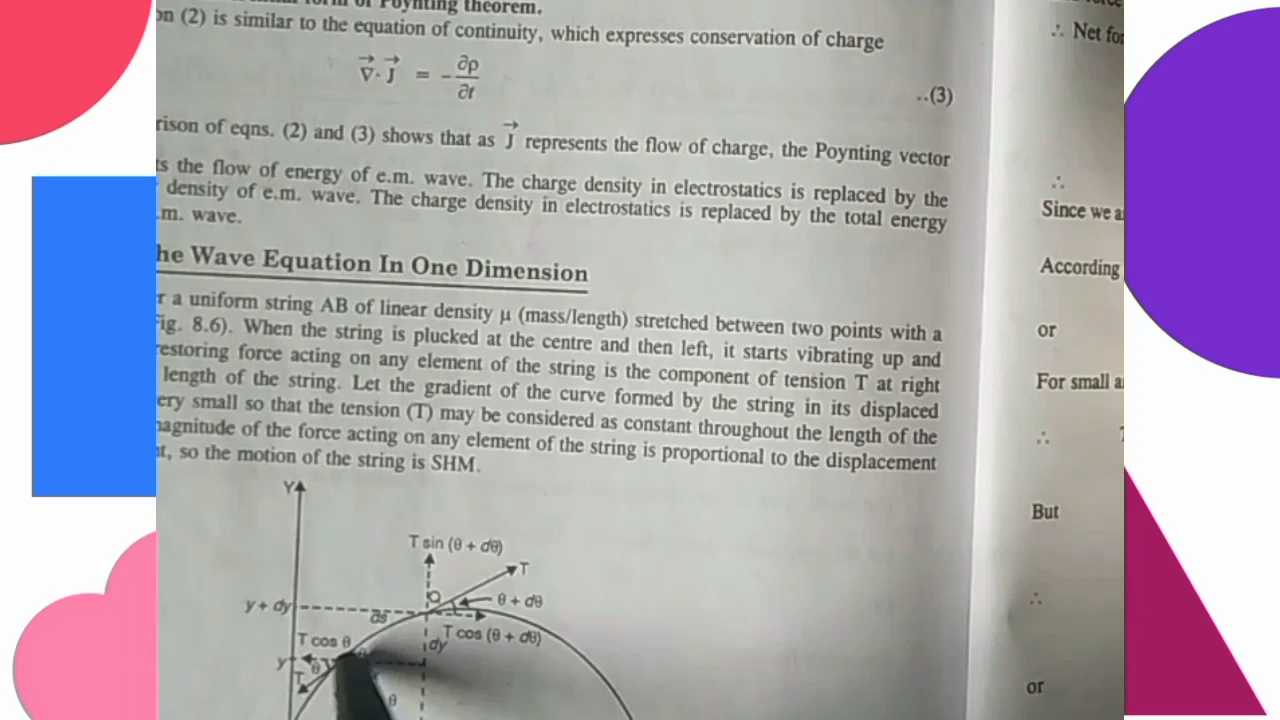 form of Poynting theorem.
on (2) is similar to the equation of continuity, which expresses conservation of charge
∇⃗·J⃗ = -∂ρ/∂t ..(3)
rison of eqns. (2) and (3) shows that as J⃗ represents the flow of charge, the Poynting vector
ts the flow of energy of e.m. wave. The charge density in electrostatics is replaced by the
density of e.m. wave. The charge density in electrostatics is replaced by the total energy
.m. wave.
he Wave Equation In One Dimension
r a uniform string AB of linear density μ (mass/length) stretched between two points with a
ig. 8.6). When the string is plucked at the centre and then left, it starts vibrating up and
restoring force acting on any element of the string is the component of tension T at right
length of the string. Let the gradient of the curve formed by the string in its displaced
ery small so that the tension (T) may be considered as constant throughout the length of the
nagnitude of the force acting on any element of the string is proportional to the displacement
nt, so the motion of the string is SHM.
Y
T sin (θ + dθ)
T
Q
θ + dθ
y + dy
ds
T cos (θ + dθ)
T cos θ
dy
y
θ
T
θ
∴ Net for
∴
Since we a
According
or
For small a
∴
But
∴
or